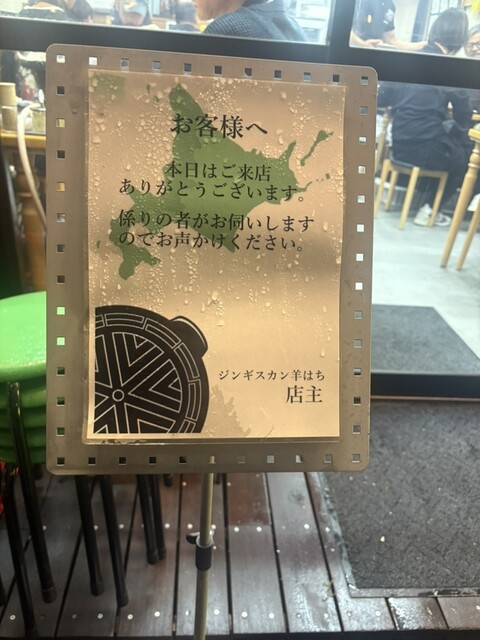 お客様へ
本日はご来店
ありがとうございます。
係りの者がお伺いします
のでお声かけください。
ジンギスカン羊はち
店主